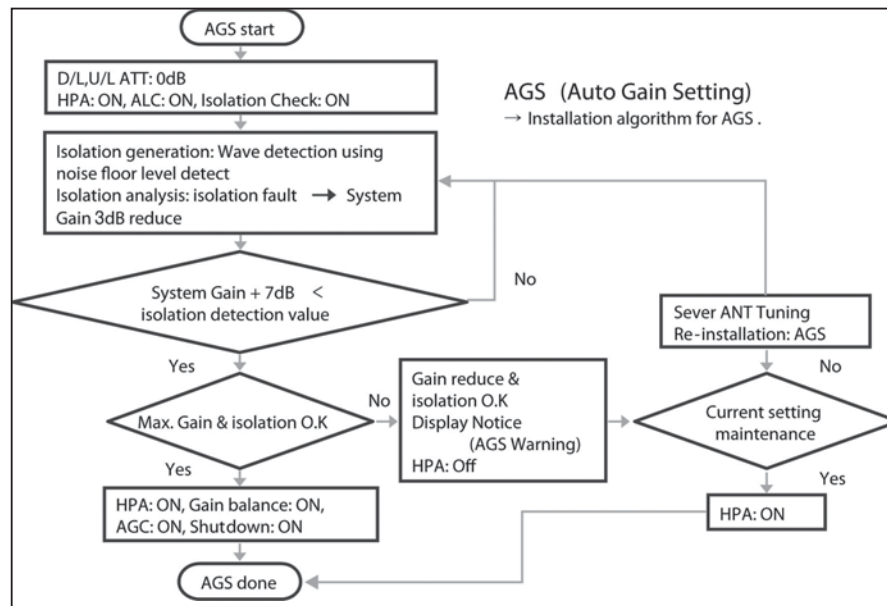 AGS start
D/L,U/L ATT: 0dB
HPA: ON, ALC: ON, Isolation Check: ON
AGS (Auto Gain Setting)
→ Installation algorithm for AGS .
Isolation generation: Wave detection using
noise floor level detect
Isolation analysis: isolation fault → System
Gain 3dB reduce
System Gain + 7dB <
isolation detection value
No
Yes
Sever ANT Tuning
Re-installation: AGS
No
Max. Gain & isolation O.K
No
Gain reduce &
isolation O.K
Display Notice
(AGS Warning)
HPA: Off
Current setting
maintenance
Yes
Yes
HPA: ON, Gain balance: ON,
AGC: ON, Shutdown: ON
HPA: ON
AGS done